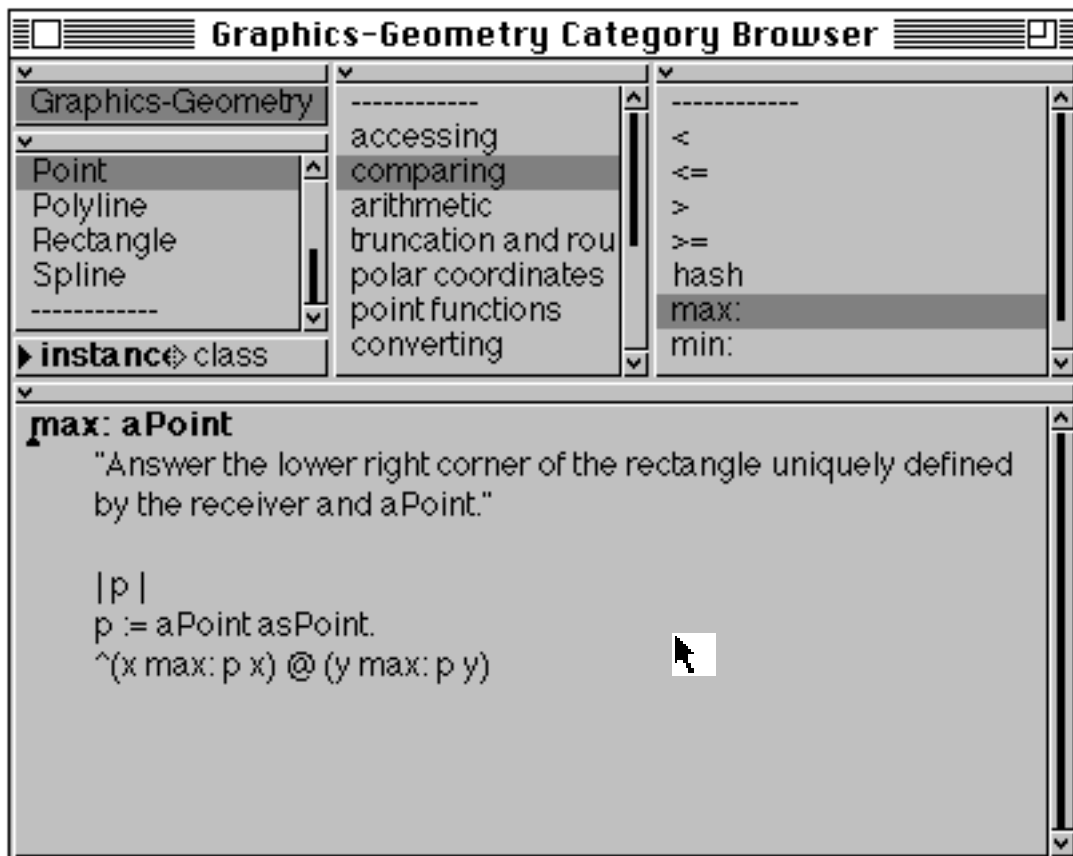 Graphics-Geometry Category Browser
Graphics-Geometry
Point
Polyline
Rectangle
Spline
------------
instance class
------------
accessing
comparing
arithmetic
truncation and rou
polar coordinates
point functions
converting
------------
<
<=
>
>=
hash
max:
min:
max: aPoint
"Answer the lower right corner of the rectangle uniquely defined
by the receiver and aPoint."
| p |
p := aPoint asPoint.
^(x max: p x) @ (y max: p y)